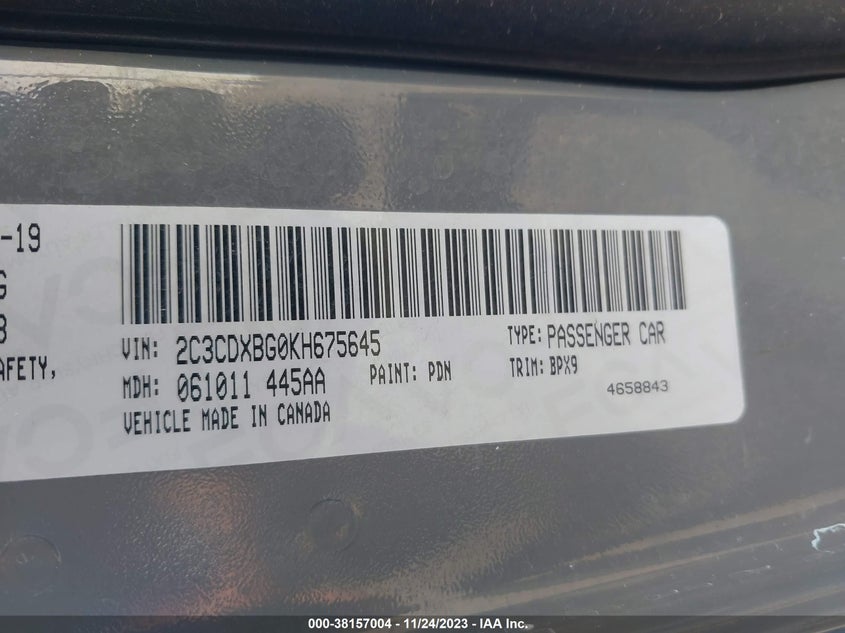 -19
G
8
AFETY,
VIN: 2C3CDXBG0KH675645 TYPE: PASSENGER CAR
MDH: 061011 445AA PAINT: PDN TRIM: BPX9
VEHICLE MADE IN CANADA 4658843
000-38157004 - 11/24/2023 - IAA Inc.